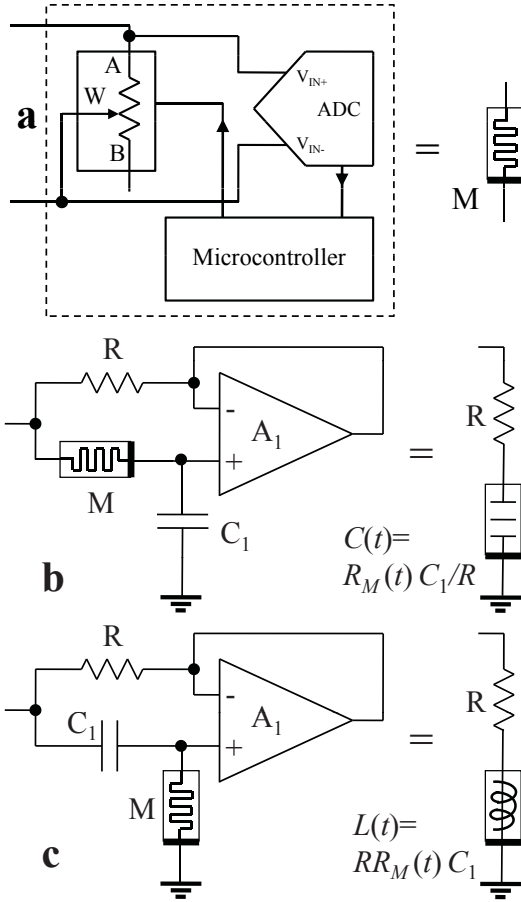 a
A
W
B
V_IN+
ADC
V_IN-
Microcontroller
=
M
b
R
M
-
+
A_1
C_1
=
R
C(t)=
R_M(t) C_1/R
c
R
C_1
M
-
+
A_1
=
R
L(t)=
RR_M(t) C_1